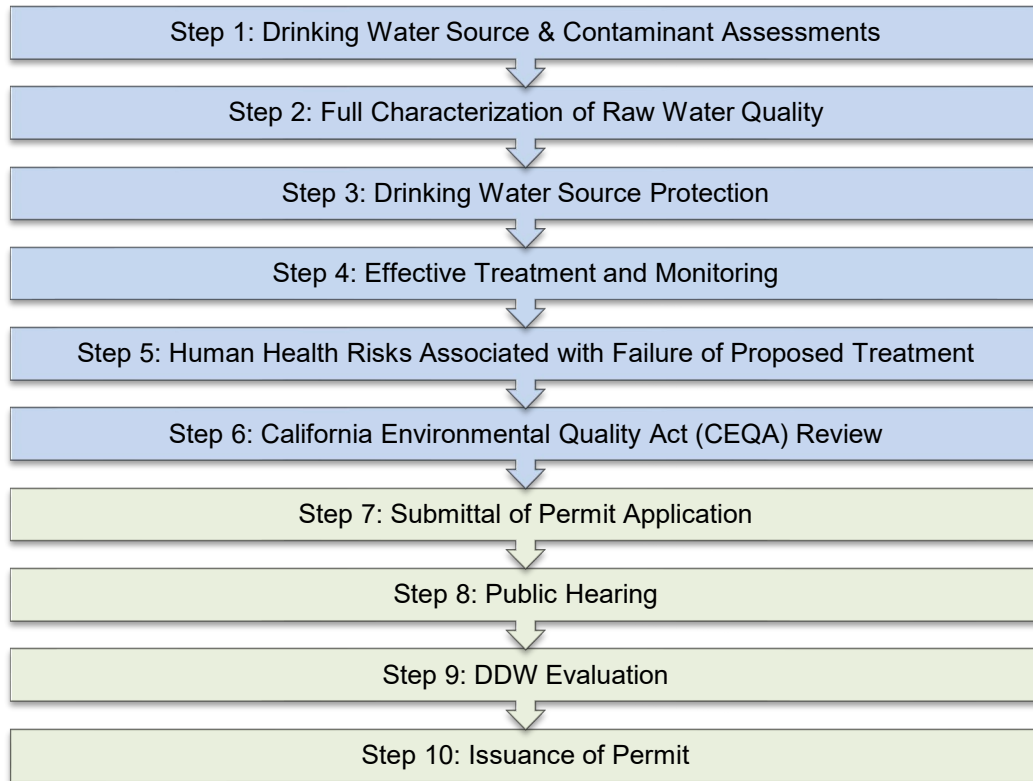 Step 1: Drinking Water Source & Contaminant Assessments
Step 2: Full Characterization of Raw Water Quality
Step 3: Drinking Water Source Protection
Step 4: Effective Treatment and Monitoring
Step 5: Human Health Risks Associated with Failure of Proposed Treatment
Step 6: California Environmental Quality Act (CEQA) Review
Step 7: Submittal of Permit Application
Step 8: Public Hearing
Step 9: DDW Evaluation
Step 10: Issuance of Permit